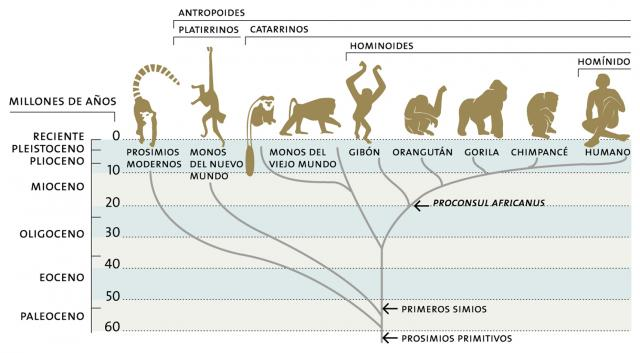 ANTROPOIDES
PLATIRRINOS
CATARRINOS
HOMINOIDES
HOMÍNIDO
MILLONES DE AÑOS
RECIENTE
PLEISTOCENO
PLIOCENO
MIOCENO
OLIGOCENO
EOCENO
PALEOCENO
0
10
20
30
40
50
60
PROSIMIOS
MODERNOS
MONOS
DEL NUEVO
MUNDO
MONOS DEL
VIEJO MUNDO
GIBÓN
ORANGUTÁN
GORILA
CHIMPANCÉ
HUMANO
PROCONSUL AFRICANUS
PRIMEROS SIMIOS
PROSIMIOS PRIMITIVOS